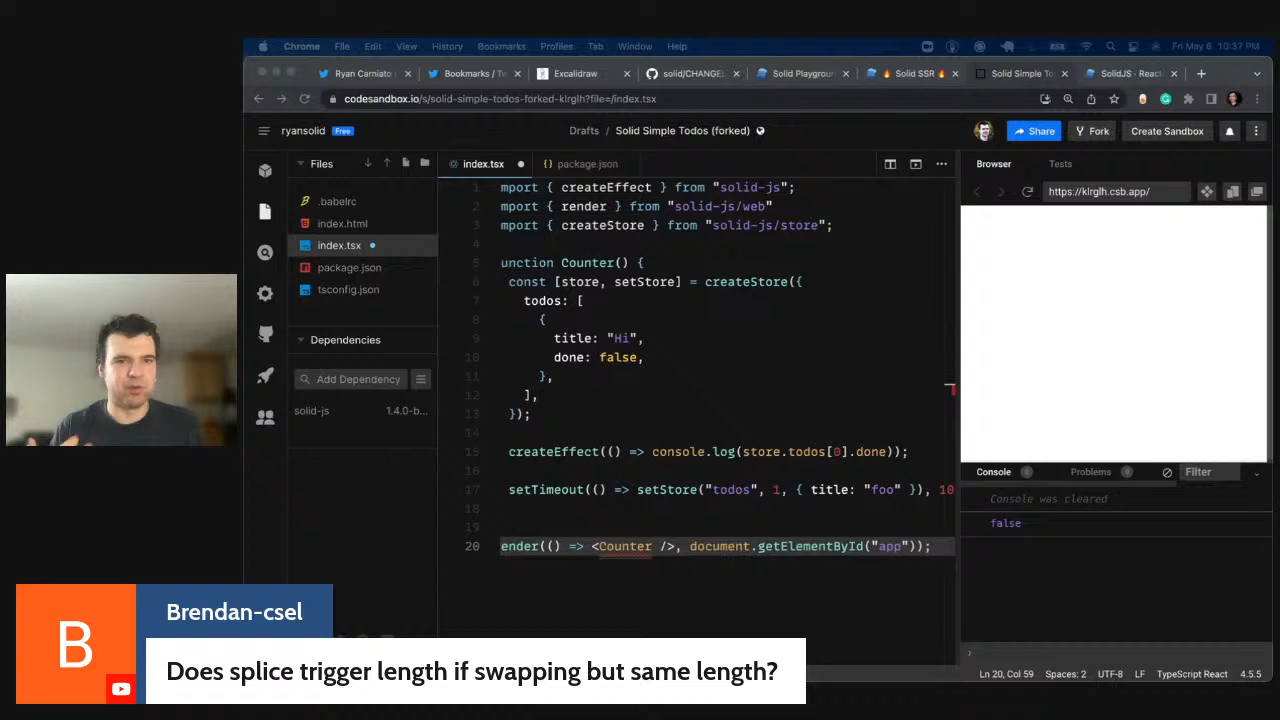 Chrome File Edit View History Bookmarks Profiles Tab Window Help Fri May 6 10:37 PM
Ryan Carniato Bookmarks / Tw Excalidraw solid/CHANGEL Solid Playgroun Solid SSR Solid Simple To SolidJS · React
codesandbox.io/s/solid-simple-todos-forked-klrglh?file=/index.tsx
ryansolid Free Drafts / Solid Simple Todos (forked) Share Fork Create Sandbox
Files
.babelrc
index.html
index.tsx
package.json
tsconfig.json
Dependencies
Add Dependency
solid-js 1.4.0-b...
index.tsx package.json
1 mport { createEffect } from "solid-js";
2 mport { render } from "solid-js/web"
3 mport { createStore } from "solid-js/store";
4
5 unction Counter() {
6 const [store, setStore] = createStore({
7 todos: [
8 {
9 title: "Hi",
10 done: false,
11 },
12 ],
13 });
14
15 createEffect(() => console.log(store.todos[0].done));
16
17 setTimeout(() => setStore("todos", 1, { title: "foo" }), 10
18
19
20 ender(() => <Counter />, document.getElementById("app"));
Browser Tests
https://klrglh.csb.app/
Console Problems Filter
Console was cleared
false
Ln 20, Col 59 Spaces: 2 UTF-8 LF TypeScript React 4.5.5
B
Brendan-csel
Does splice trigger length if swapping but same length?